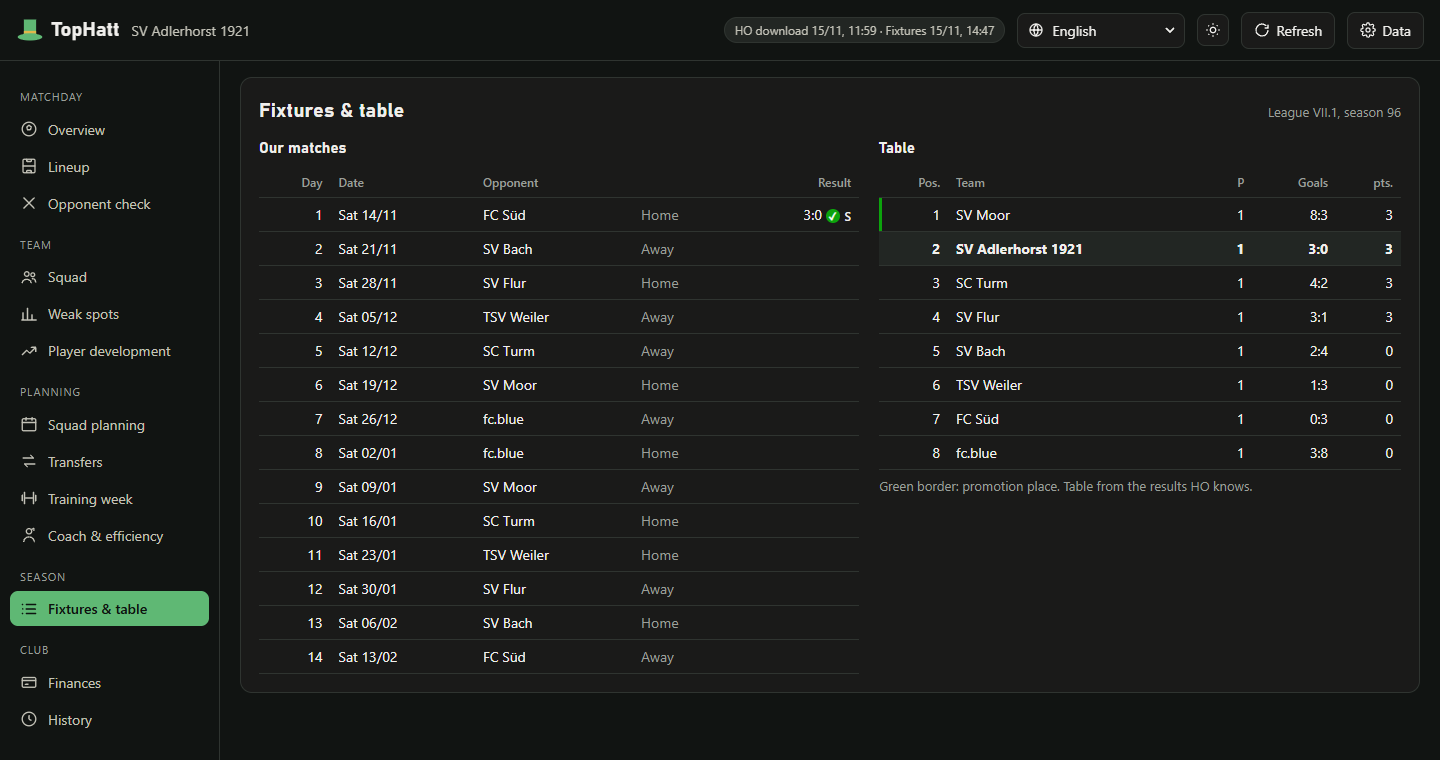 TopHatt SV Adlerhorst 1921
HO download 15/11, 11:59 · Fixtures 15/11, 14:47
English
Refresh
Data
MATCHDAY
Overview
Lineup
Opponent check
TEAM
Squad
Weak spots
Player development
PLANNING
Squad planning
Transfers
Training week
Coach & efficiency
SEASON
Fixtures & table
CLUB
Finances
History
Fixtures & table
League VII.1, season 96
Our matches
Day Date Opponent Result
1 Sat 14/11 FC Süd Home 3:0 S
2 Sat 21/11 SV Bach Away
3 Sat 28/11 SV Flur Home
4 Sat 05/12 TSV Weiler Away
5 Sat 12/12 SC Turm Away
6 Sat 19/12 SV Moor Home
7 Sat 26/12 fc.blue Away
8 Sat 02/01 fc.blue Home
9 Sat 09/01 SV Moor Away
10 Sat 16/01 SC Turm Home
11 Sat 23/01 TSV Weiler Home
12 Sat 30/01 SV Flur Away
13 Sat 06/02 SV Bach Home
14 Sat 13/02 FC Süd Away
Table
Pos. Team P Goals pts.
1 SV Moor 1 8:3 3
2 SV Adlerhorst 1921 1 3:0 3
3 SC Turm 1 4:2 3
4 SV Flur 1 3:1 3
5 SV Bach 1 2:4 0
6 TSV Weiler 1 1:3 0
7 FC Süd 1 0:3 0
8 fc.blue 1 3:8 0
Green border: promotion place. Table from the results HO knows.